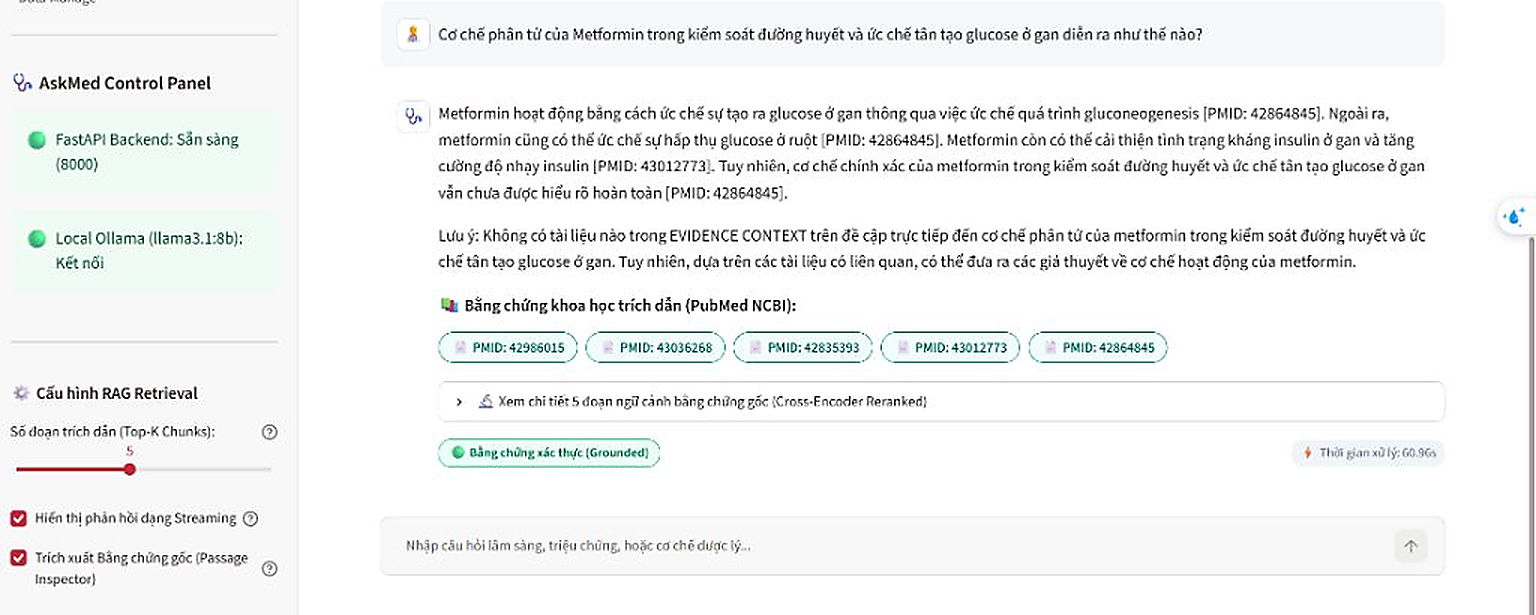 Cơ chế phân tử của Metformin trong kiểm soát đường huyết và ức chế tân tạo glucose ở gan diễn ra như thế nào?
AskMed Control Panel
FastAPI Backend: Sẵn sàng
(8000)
Local Ollama (llama3.1:8b):
Kết nối
Cấu hình RAG Retrieval
Số đoạn trích dẫn (Top-K Chunks):
5
Hiển thị phản hồi dạng Streaming
Trích xuất Bằng chứng gốc (Passage
Inspector)
Metformin hoạt động bằng cách ức chế sự tạo ra glucose ở gan thông qua việc ức chế quá trình gluconeogenesis [PMID: 42864845]. Ngoài ra,
metformin cũng có thể ức chế sự hấp thụ glucose ở ruột [PMID: 42864845]. Metformin còn có thể cải thiện tình trạng kháng insulin ở gan và tăng
cường độ nhạy insulin [PMID: 43012773]. Tuy nhiên, cơ chế chính xác của metformin trong kiểm soát đường huyết và ức chế tân tạo glucose ở gan
vẫn chưa được hiểu rõ hoàn toàn [PMID: 42864845].
Lưu ý: Không có tài liệu nào trong EVIDENCE CONTEXT trên đề cập trực tiếp đến cơ chế phân tử của metformin trong kiểm soát đường huyết và ức
chế tân tạo glucose ở gan. Tuy nhiên, dựa trên các tài liệu có liên quan, có thể đưa ra các giả thuyết về cơ chế hoạt động của metformin.
Bằng chứng khoa học trích dẫn (PubMed NCBI):
PMID: 42986015 PMID: 43036268 PMID: 42835393 PMID: 43012773 PMID: 42864845
Xem chi tiết 5 đoạn ngữ cảnh bằng chứng gốc (Cross-Encoder Reranked)
Bằng chứng xác thực (Grounded)
Thời gian xử lý: 60.96s
Nhập câu hỏi lâm sàng, triệu chứng, hoặc cơ chế dược lý...